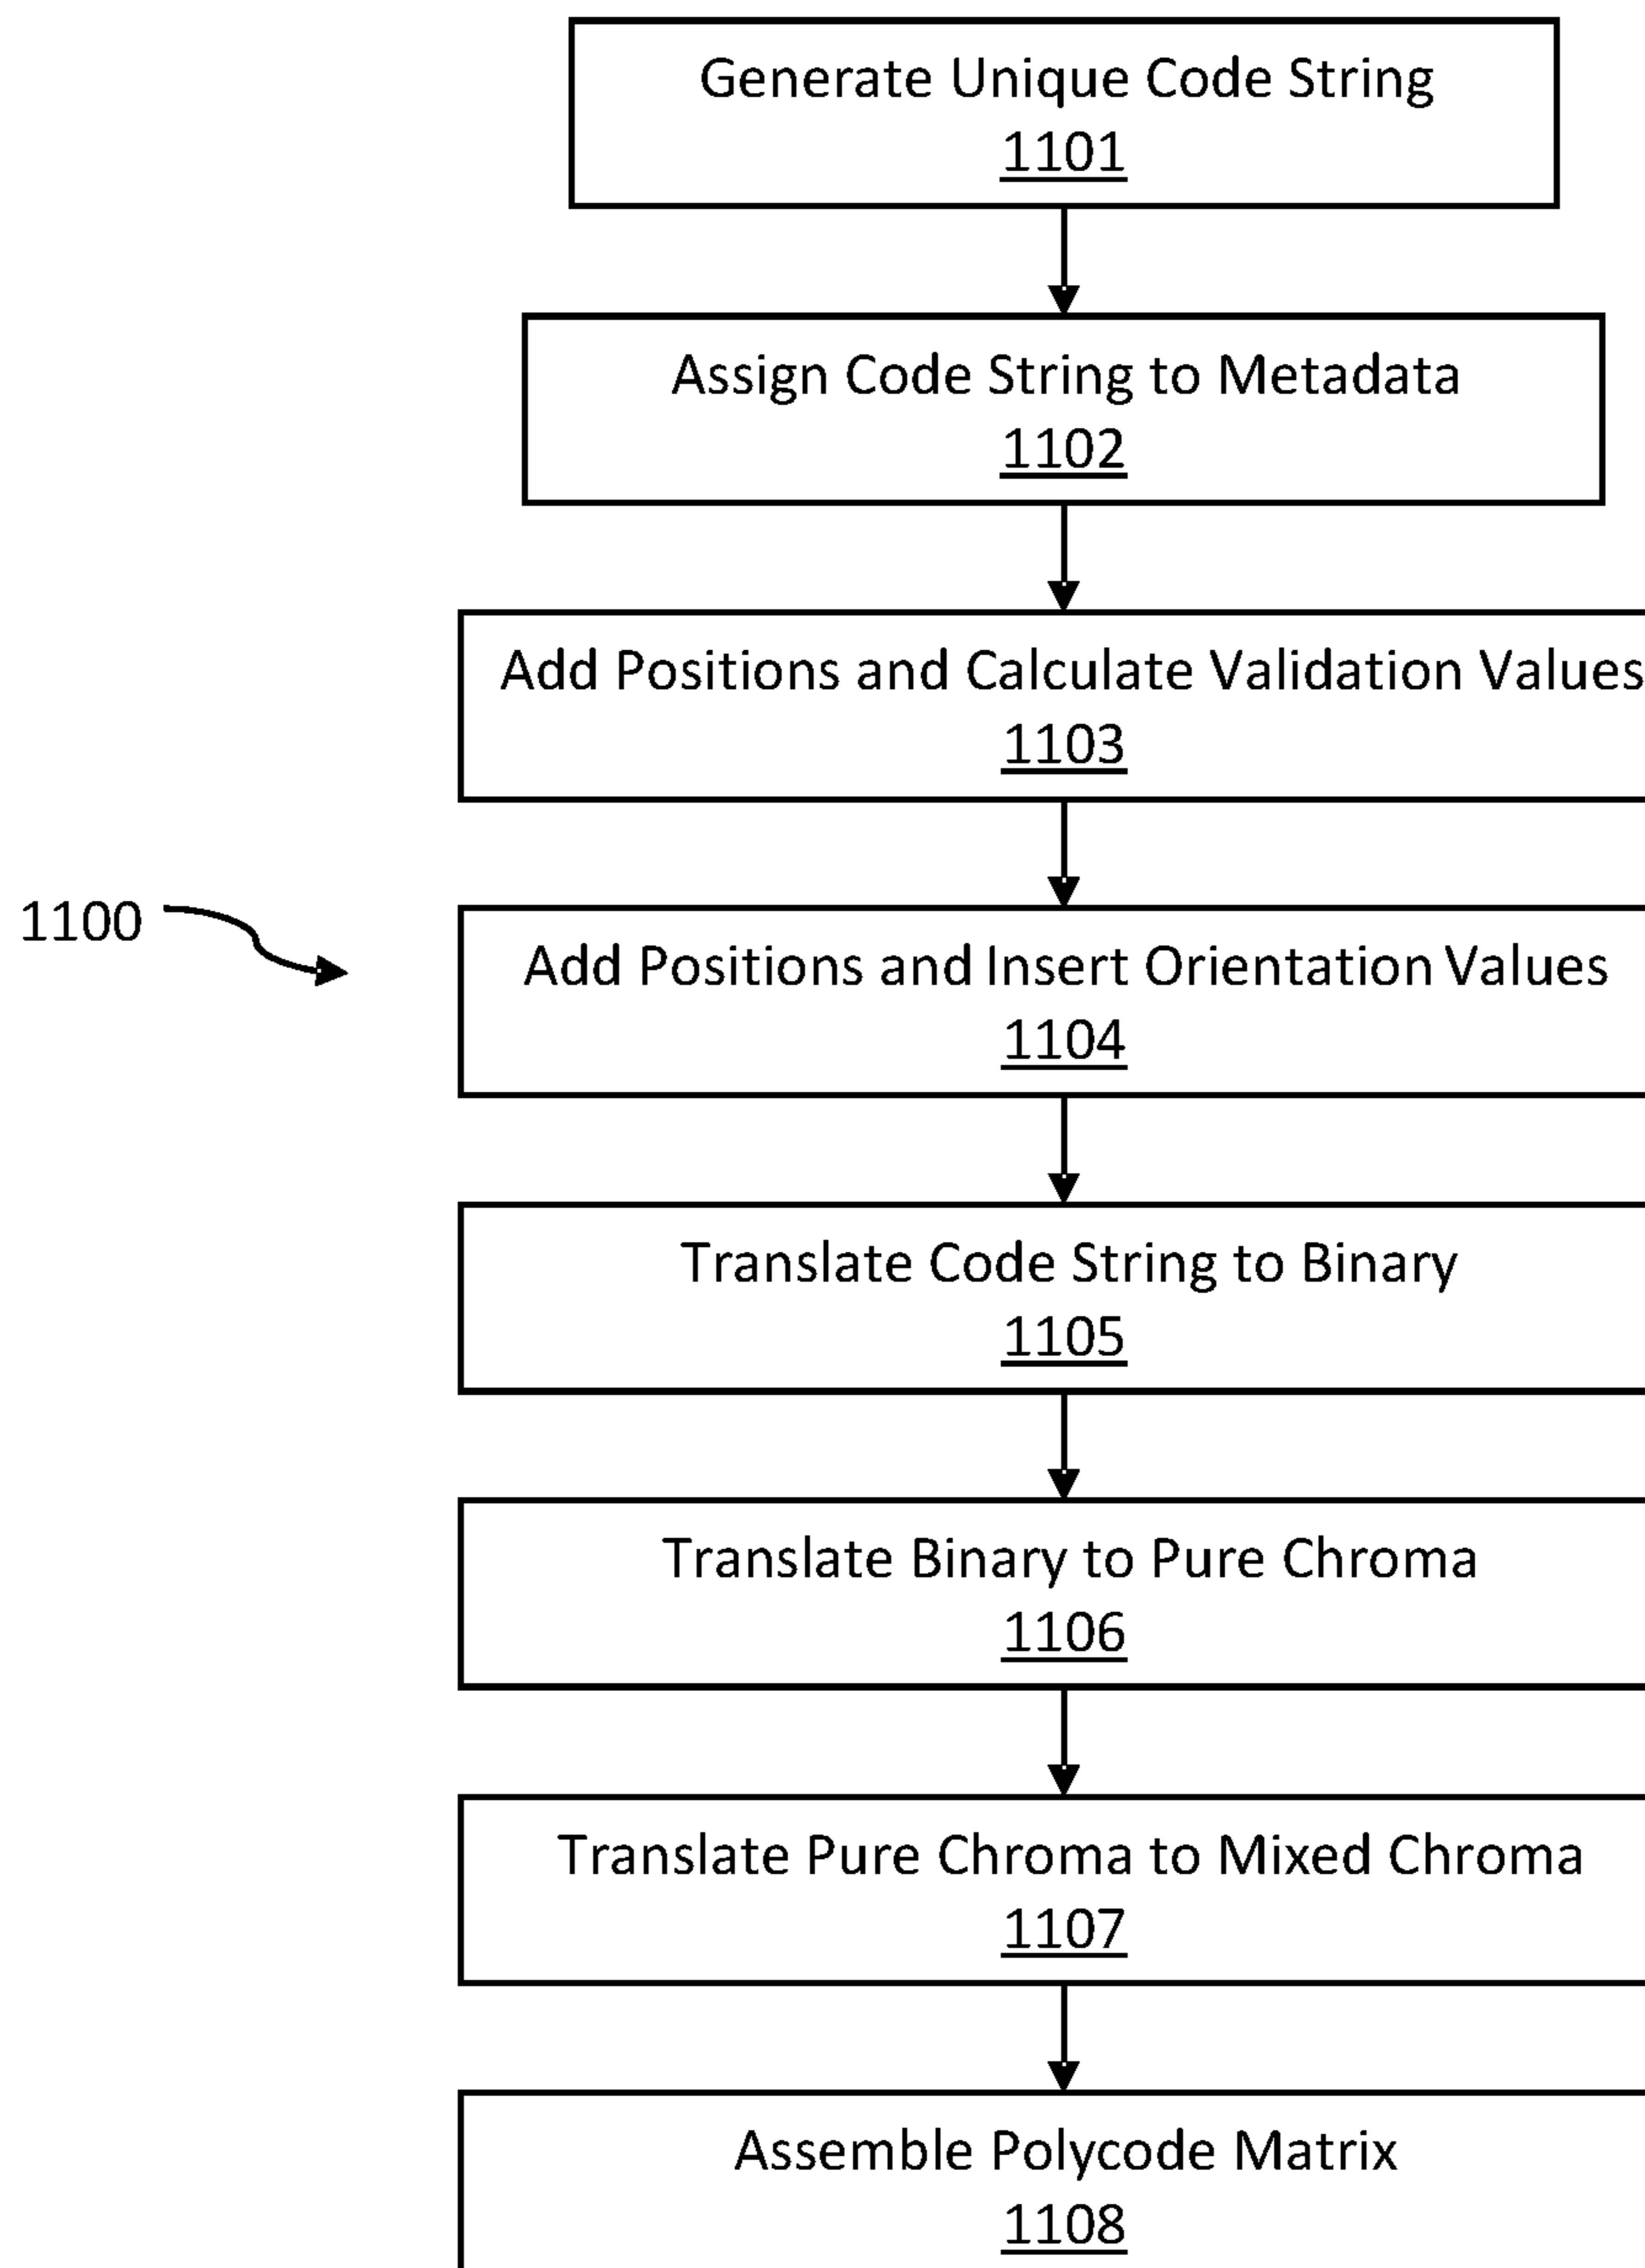 Generate Unique Code String
1101
Assign Code String to Metadata
1102
Add Positions and Calculate Validation Values
1103
1100
Add Positions and Insert Orientation Values
1104
Translate Code String to Binary
1105
Translate Binary to Pure Chroma
1106
Translate Pure Chroma to Mixed Chroma
1107
Assemble Polycode Matrix
1108